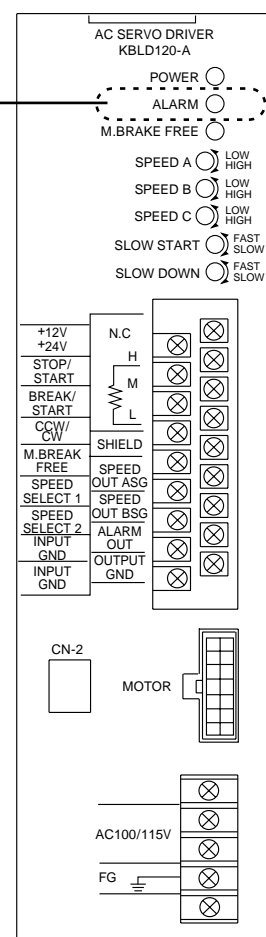 AC SERVO DRIVER
KBLD120-A
POWER
ALARM
M.BRAKE FREE
SPEED A
LOW
HIGH
SPEED B
LOW
HIGH
SPEED C
LOW
HIGH
SLOW START
FAST
SLOW
SLOW DOWN
FAST
SLOW
+12V
+24V
STOP/
START
BREAK/
START
CCW/
CW
M.BREAK
FREE
SPEED
SELECT 1
SPEED
SELECT 2
INPUT
GND
INPUT
GND
N.C
H
M
L
SHIELD
SPEED
OUT ASG
SPEED
OUT BSG
ALARM
OUT
OUTPUT
GND
CN-2
MOTOR
AC100/115V
FG